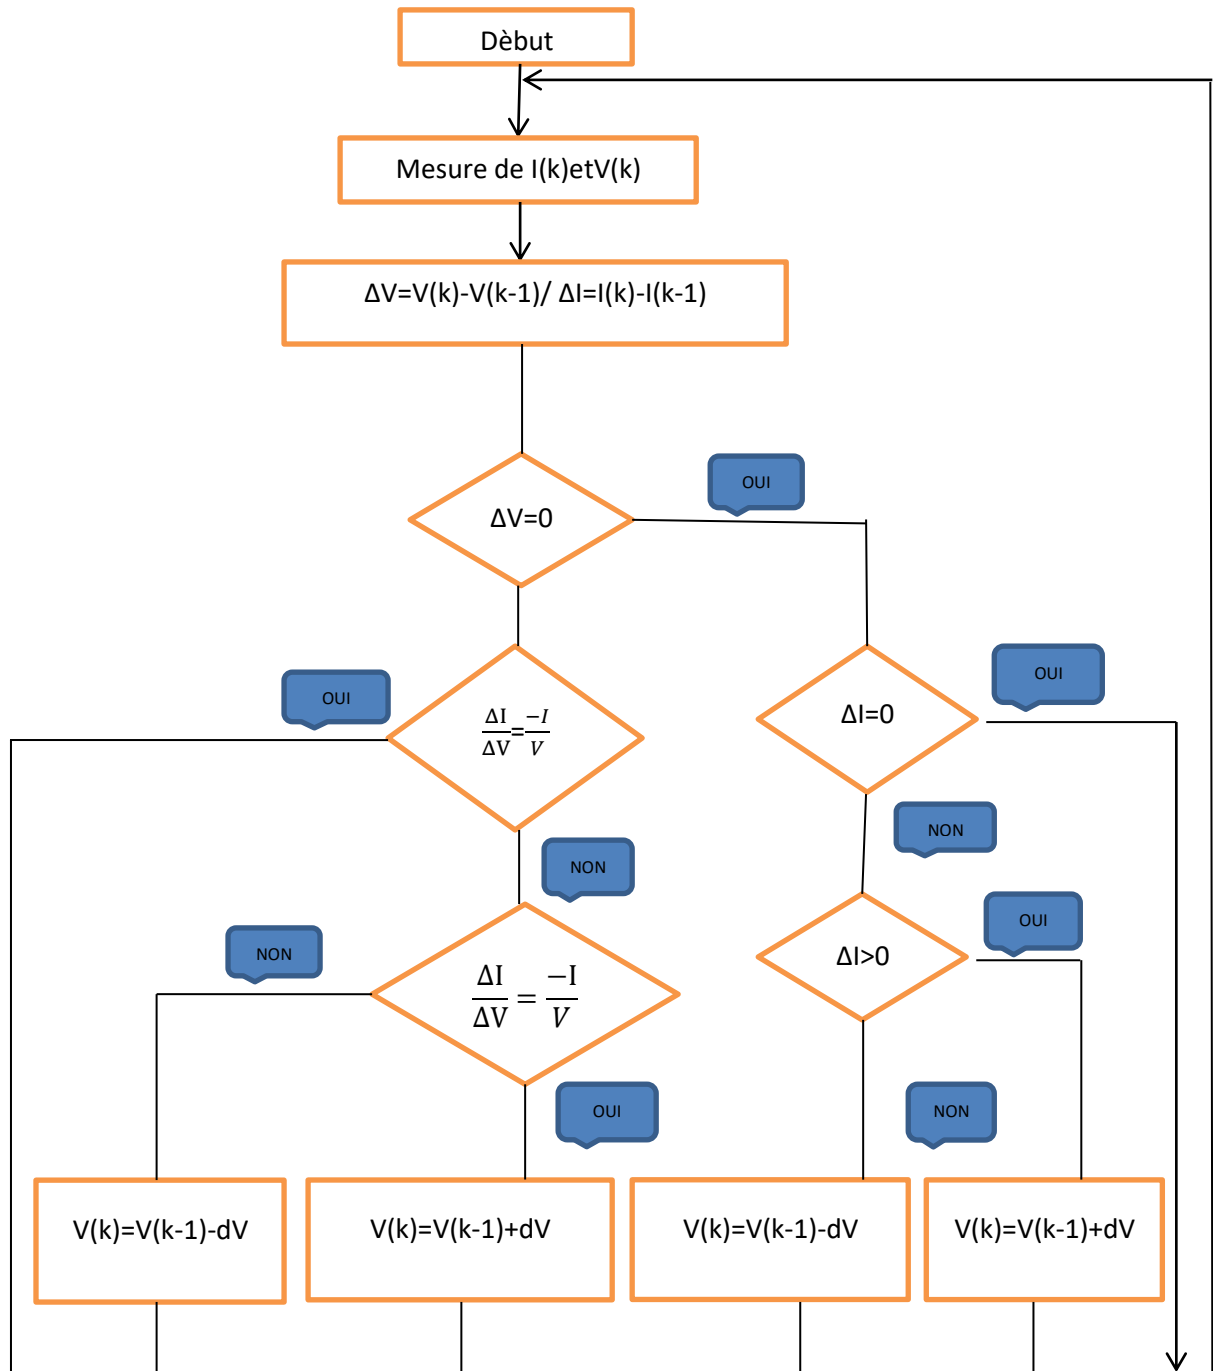 Dèbut
Mesure de I(k)etV(k)
ΔV=V(k)-V(k-1)/ ΔI=I(k)-I(k-1)
OUI
ΔV=0
OUI
OUI
ΔI/ΔV=-I/V
ΔI=0
NON
NON
NON
OUI
ΔI/ΔV = -I/V
ΔI>0
OUI
NON
V(k)=V(k-1)-dV
V(k)=V(k-1)+dV
V(k)=V(k-1)-dV
V(k)=V(k-1)+dV